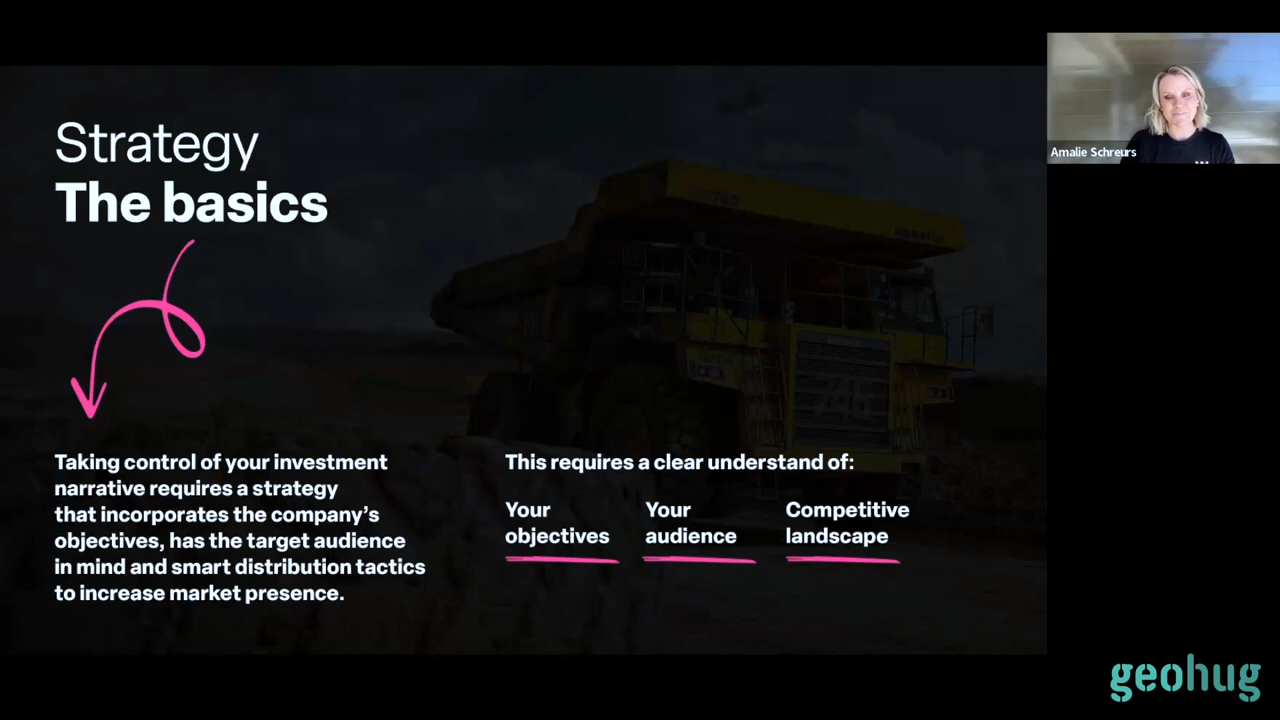 Strategy
The basics
Taking control of your investment
narrative requires a strategy
that incorporates the company’s
objectives, has the target audience
in mind and smart distribution tactics
to increase market presence.
This requires a clear understand of:
Your
objectives
Your
audience
Competitive
landscape
Amalie Schreurs
geohug